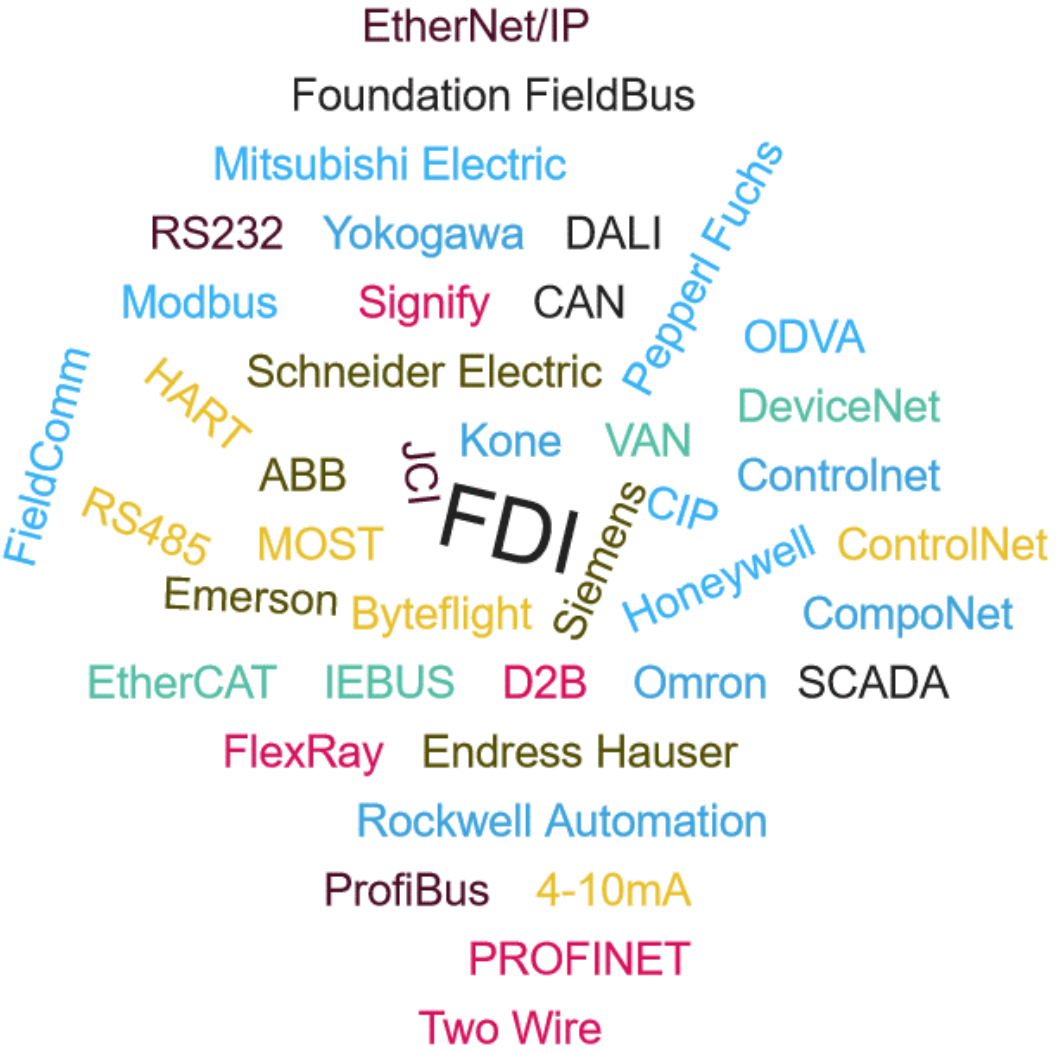 EtherNet/IP
Foundation FieldBus
Mitsubishi Electric
Pepperl Fuchs
RS232 Yokogawa DALI
Modbus Signify CAN
ODVA
FieldComm
HART
Schneider Electric
DeviceNet
JCI
Kone VAN
ABB
Controlnet
RS485
MOST
FDI
Siemens
CIP
Honeywell
ControlNet
Emerson
Byteflight
CompoNet
EtherCAT IEBUS D2B Omron SCADA
FlexRay Endress Hauser
Rockwell Automation
ProfiBus 4-10mA
PROFINET
Two Wire